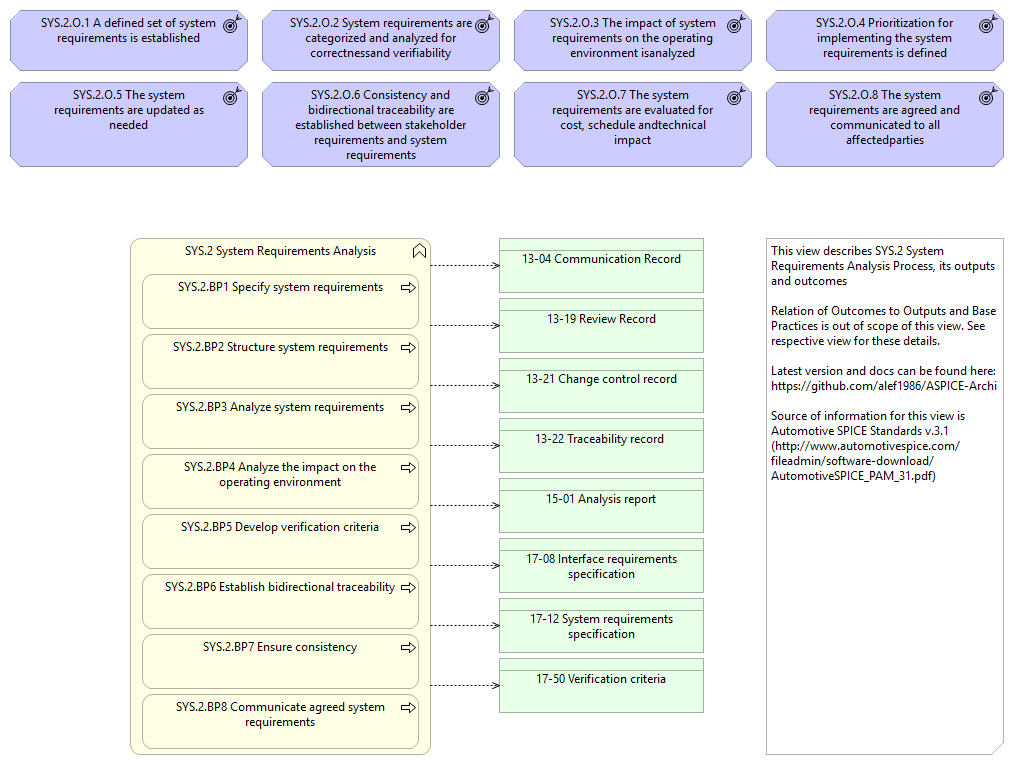 SYS.2.O.1 A defined set of system
requirements is established
SYS.2.O.2 System requirements are
categorized and analyzed for
correctnessand verifiability
SYS.2.O.3 The impact of system
requirements on the operating
environment isanalyzed
SYS.2.O.4 Prioritization for
implementing the system
requirements is defined
SYS.2.O.5 The system
requirements are updated as
needed
SYS.2.O.6 Consistency and
bidirectional traceability are
established between stakeholder
requirements and system
requirements
SYS.2.O.7 The system
requirements are evaluated for
cost, schedule andtechnical
impact
SYS.2.O.8 The system
requirements are agreed and
communicated to all
affectedparties
SYS.2 System Requirements Analysis
SYS.2.BP1 Specify system requirements
SYS.2.BP2 Structure system requirements
SYS.2.BP3 Analyze system requirements
SYS.2.BP4 Analyze the impact on the
operating environment
SYS.2.BP5 Develop verification criteria
SYS.2.BP6 Establish bidirectional traceability
SYS.2.BP7 Ensure consistency
SYS.2.BP8 Communicate agreed system
requirements
13-04 Communication Record
13-19 Review Record
13-21 Change control record
13-22 Traceability record
15-01 Analysis report
17-08 Interface requirements
specification
17-12 System requirements
specification
17-50 Verification criteria
This view describes SYS.2 System
Requirements Analysis Process, its outputs
and outcomes
Relation of Outcomes to Outputs and Base
Practices is out of scope of this view. See
respective view for these details.
Latest version and docs can be found here:
https://github.com/alef1986/ASPICE-Archi
Source of information for this view is
Automotive SPICE Standards v.3.1
(http://www.automotivespice.com/
fileadmin/software-download/
AutomotiveSPICE_PAM_31.pdf)